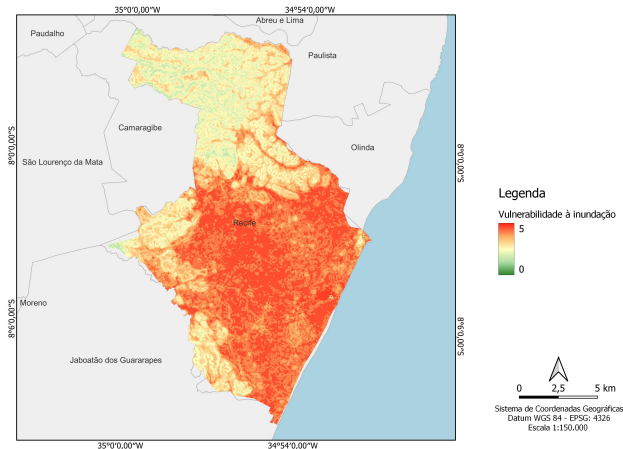 35°0'0,00"W
34°54'0,00"W
Abreu e Lima
Paudalho
Paulista
Camaragibe
Olinda
8°0'0,00"S
8°0'0,00"S
São Lourenço da Mata
Legenda
Vulnerabilidade à inundação
5
0
Recife
Moreno
8°6'0,00"S
8°6'0,00"S
Jaboatão dos Guararapes
0 2,5 5 km
Sistema de Coordenadas Geográficas
Datum WGS 84 - EPSG: 4326
Escala 1:150.000
35°0'0,00"W
34°54'0,00"W